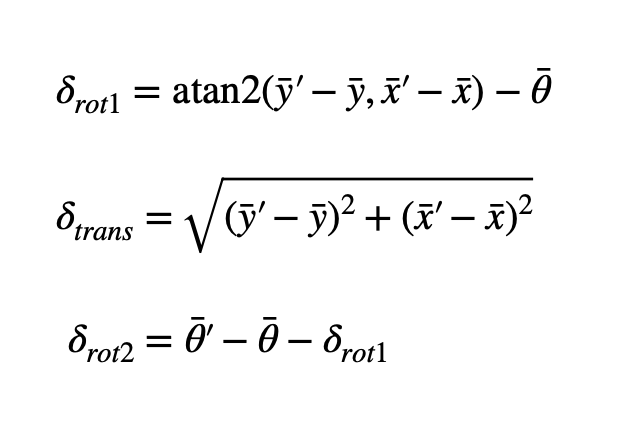 δ_rot1 = atan2(ȳ′ − ȳ, x̄′ − x̄) − θ̄
δ_trans = √((ȳ′ − ȳ)² + (x̄′ − x̄)²)
δ_rot2 = θ̄′ − θ̄ − δ_rot1